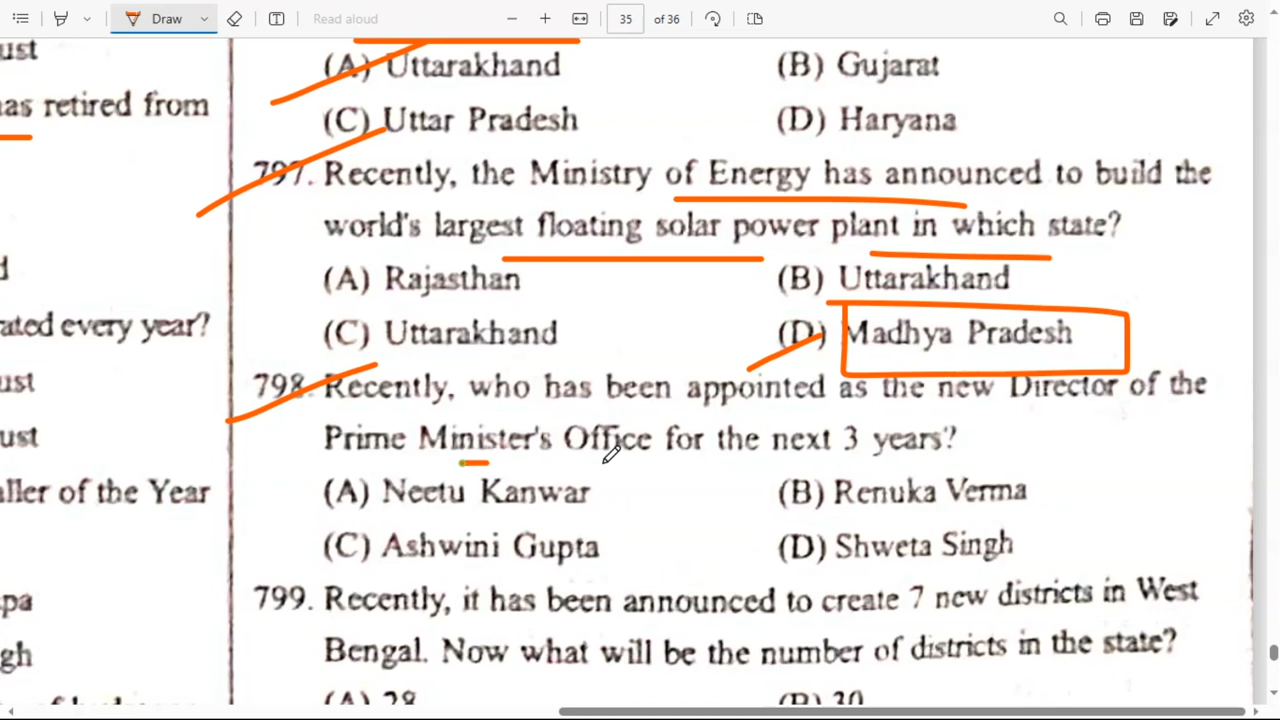 Draw
Read aloud
35
of 36
ust
has retired from
d
rated every year?
ust
ust
aller of the Year
pa
gh
(A) Uttarakhand
(B) Gujarat
(C) Uttar Pradesh
(D) Haryana
797. Recently, the Ministry of Energy has announced to build the
world's largest floating solar power plant in which state?
(A) Rajasthan
(B) Uttarakhand
(C) Uttarakhand
(D) Madhya Pradesh
798. Recently, who has been appointed as the new Director of the
Prime Minister's Office for the next 3 years?
(A) Neetu Kanwar
(B) Renuka Verma
(C) Ashwini Gupta
(D) Shweta Singh
799. Recently, it has been announced to create 7 new districts in West
Bengal. Now what will be the number of districts in the state?
(A) 28
(B) 30